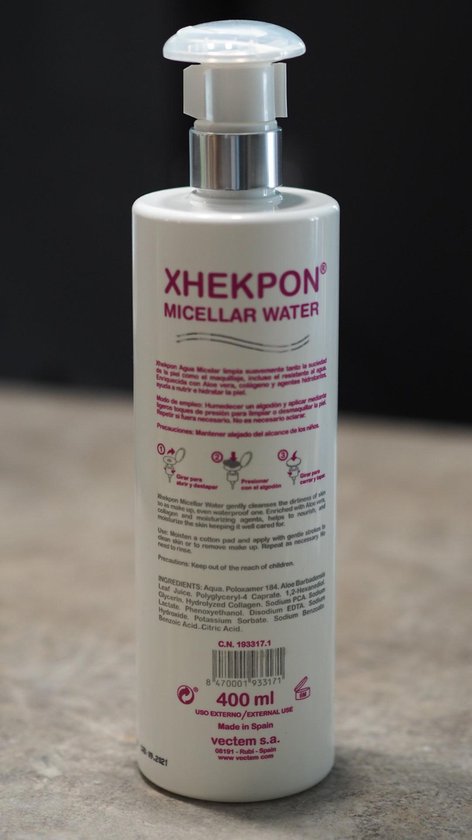 XHEKPON®
MICELLAR WATER
Xhekpon Agua Micelar limpia suavemente tanto la suciedad
de la piel como el maquillaje, incluso el resistente al agua.
Enriquecida con Aloe vera, colágeno y agentes hidratantes,
ayuda a nutrir e hidratar la piel.
Modo de empleo: Humedecer un algodón y aplicar mediante
ligeros toques de presión para limpiar o desmaquillar la piel.
Repetir si fuera necesario. No es necesario aclarar.
Precauciones: Mantener alejado del alcance de los niños.
1 2 3
Girar para
abrir y destapar
Presionar
con el algodón
Girar para
cerrar y tapar
Xhekpon Micellar Water gently cleanses the dirtiness of skin
so as make up, even waterproof one. Enriched with Aloe vera,
collagen and moisturizing agents, helps to nourish, and
moisturize the skin keeping it well cared for.
Use: Moisten a cotton pad and apply with gentle strokes to
clean skin or to remove make up. Repeat as necessary. No
need to rinse.
Precautions: Keep out of the reach of children.
INGREDIENTS: Aqua. Poloxamer 184. Aloe Barbadensis
Leaf Juice. Polyglyceryl-4 Caprate. 1,2-Hexanediol.
Glycerin. Hydrolyzed Collagen. Sodium PCA. Sodium
Lactate. Phenoxyethanol. Disodium EDTA. Sodium
Hydroxide. Potassium Sorbate. Sodium Benzoate.
Benzoic Acid. Citric Acid.
C.N. 193317.1
8 470001 933171
400 ml
USO EXTERNO/EXTERNAL USE
Made in Spain
vectem s.a.
08191 - Rubí - Spain
www.vectem.com
09.2021